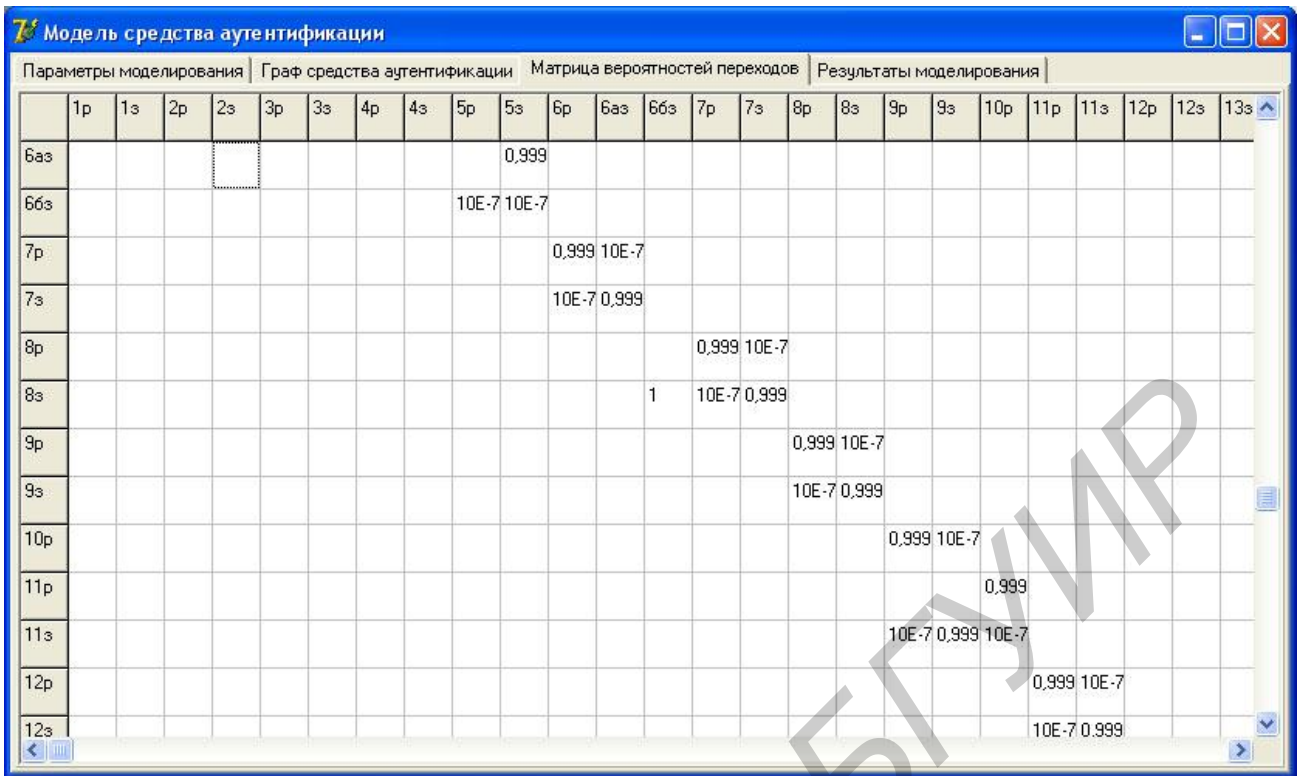 Модель средства аутентификации
Параметры моделирования Граф средства аутентификации Матрица вероятностей переходов Результаты моделирования
1р 1з 2р 2з 3р 3з 4р 4з 5р 5з 6р 6аз 6бз 7р 7з 8р 8з 9р 9з 10р 11р 11з 12р 12з 13з
6аз 0,999
6бз 10E-7 10E-7
7р 0,999 10E-7
7з 10E-7 0,999
8р 0,999 10E-7
8з 1 10E-7 0,999
9р 0,999 10E-7
9з 10E-7 0,999
10р 0,999 10E-7
11р 0,999
11з 10E-7 0,999 10E-7
12р 0,999 10E-7
12з 10E-7 0.999
БГУИР